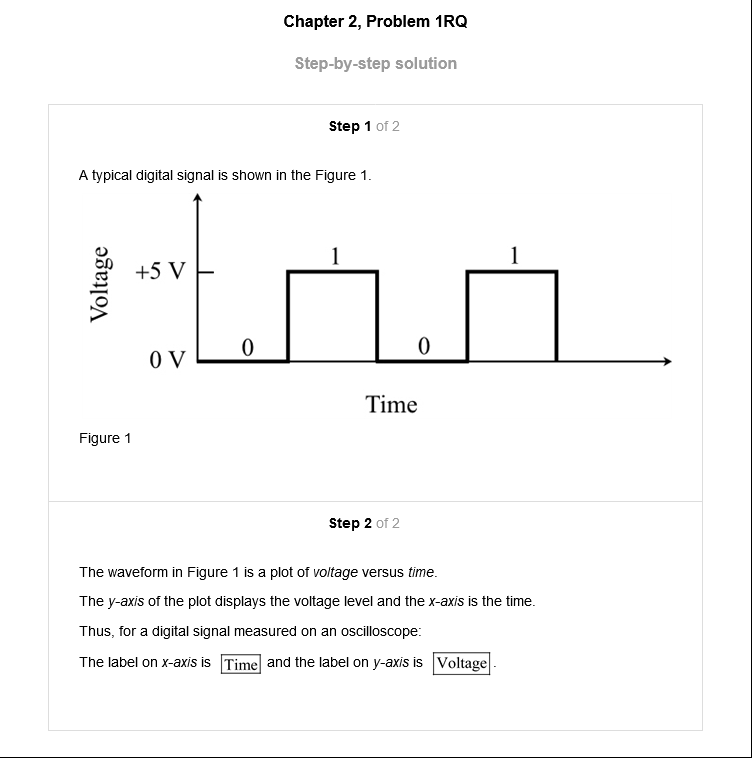 Chapter 2, Problem 1RQ
Step-by-step solution
Step 1 of 2
A typical digital signal is shown in the Figure 1.
Voltage
+5 V
0 V
0
1
0
1
Time
Figure 1
Step 2 of 2
The waveform in Figure 1 is a plot of voltage versus time.
The y-axis of the plot displays the voltage level and the x-axis is the time.
Thus, for a digital signal measured on an oscilloscope:
The label on x-axis is Time and the label on y-axis is Voltage.